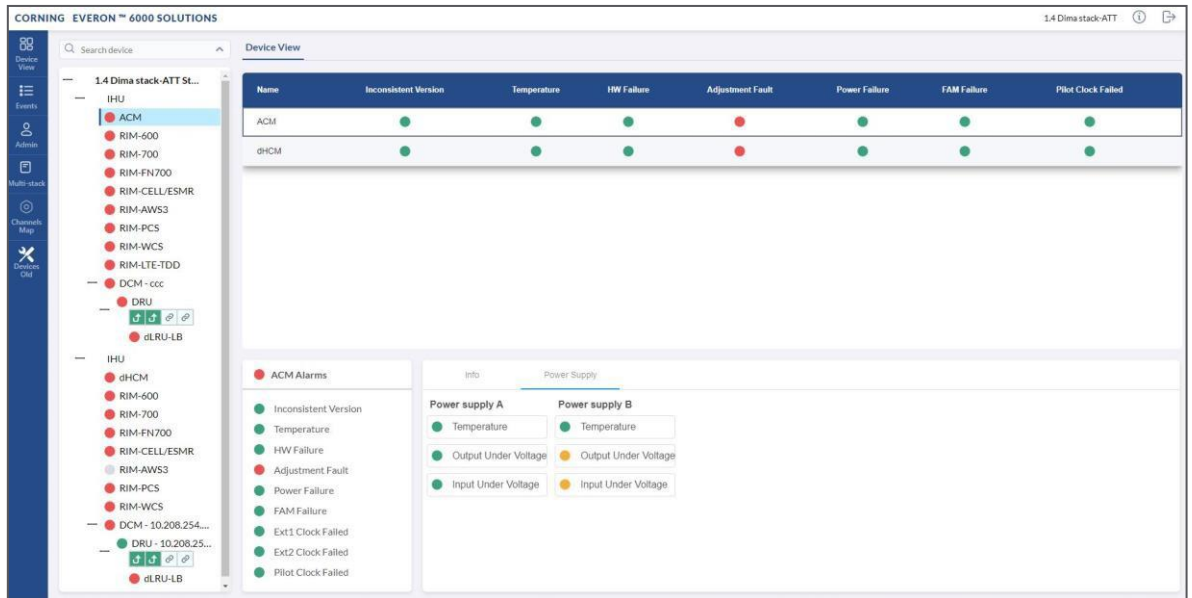 CORNING EVERON ™ 6000 SOLUTIONS
1.4 Dima stack-ATT
Device View
Events
Admin
Multi-stack
Channels Map
Devices Old
Search device
1.4 Dima stack-ATT St...
IHU
ACM
RIM-600
RIM-700
RIM-FN700
RIM-CELL/ESMR
RIM-AWS3
RIM-PCS
RIM-WCS
RIM-LTE-TDD
DCM - ccc
DRU
dLRU-LB
IHU
dHCM
RIM-600
RIM-700
RIM-FN700
RIM-CELL/ESMR
RIM-AWS3
RIM-PCS
RIM-WCS
DCM - 10.208.254....
DRU - 10.208.25...
dLRU-LB
Device View
Name Inconsistent Version Temperature HW Failure Adjustment Fault Power Failure FAM Failure Pilot Clock Failed
ACM
dHCM
ACM Alarms
Inconsistent Version
Temperature
HW Failure
Adjustment Fault
Power Failure
FAM Failure
Ext1 Clock Failed
Ext2 Clock Failed
Pilot Clock Failed
Info Power Supply
Power supply A Power supply B
Temperature Temperature
Output Under Voltage Output Under Voltage
Input Under Voltage Input Under Voltage